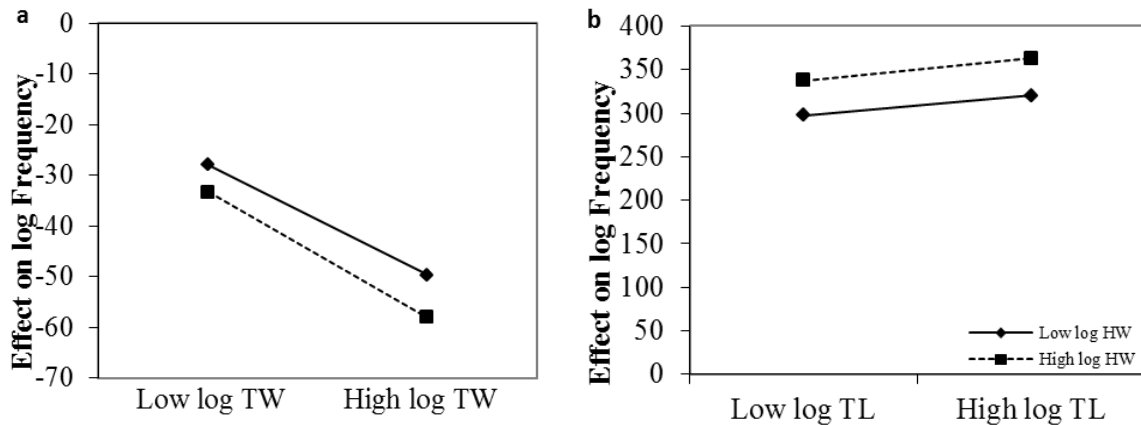 a
Effect on log Frequency
0
-10
-20
-30
-40
-50
-60
-70
Low log TW High log TW
b
Effect on log Frequency
400
350
300
250
200
150
100
50
0
Low log HW
High log HW
Low log TL High log TL